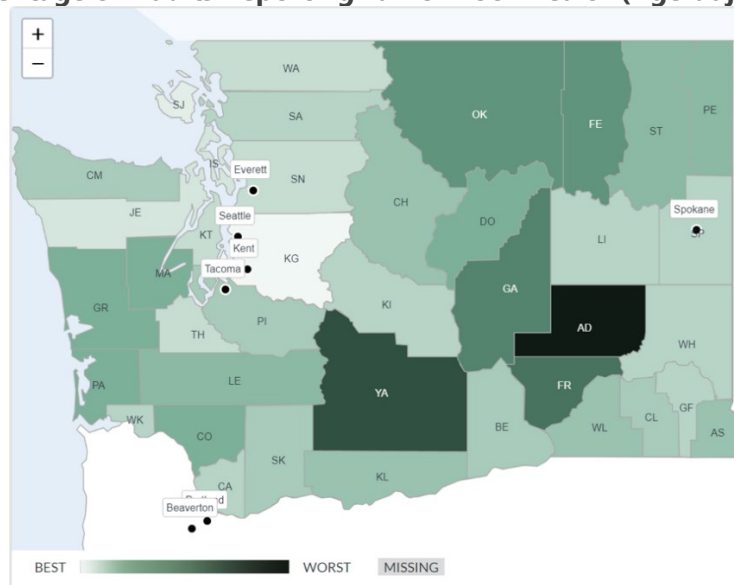 +
−
WA
OK
FE
PE
SJ
SA
ST
IS
Everett
CM
SN
CH
Spokane
JE
Seattle
DO
KT
SP
Kent
LI
KG
MA
Tacoma
GA
KI
GR
PI
AD
TH
WH
LE
YA
FR
PA
GF
WK
CL
BE
WL
AS
CO
SK
KL
CA
Beaverton
BEST
WORST
MISSING